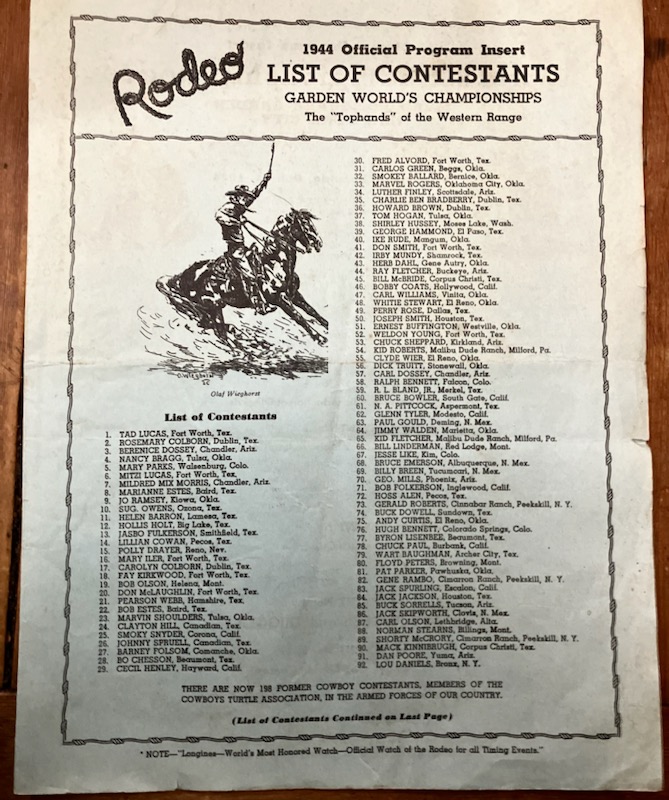 Rodeo
1944 Official Program Insert
LIST OF CONTESTANTS
GARDEN WORLD'S CHAMPIONSHIPS
The "Tophands" of the Western Range
Olaf Wieghorst
List of Contestants
1. TAD LUCAS, Fort Worth, Tex.
2. ROSEMARY COLBORN, Dublin, Tex.
3. BERENICE DOSSEY, Chandler, Ariz.
4. NANCY BRAGG, Tulsa, Okla.
5. MARY PARKS, Walsenburg, Colo.
6. MITZI LUCAS, Fort Worth, Tex.
7. MILDRED MIX MORRIS, Chandler, Ariz.
8. MARIANNE ESTES, Baird, Tex.
9. JO RAMSEY, Kiowa, Okla.
10. SUG. OWENS, Ozona, Tex.
11. HELEN BARRON, Lamesa, Tex.
12. HOLLIS HOLT, Big Lake, Tex.
13. JASBO FULKERSON, Smithfield, Tex.
14. LILLIAN COWAN, Pecos, Tex.
15. POLLY DRAYER, Reno, Nev.
16. MARY ILER, Fort Worth, Tex.
17. CAROLYN COLBORN, Dublin, Tex.
18. FAY KIRKWOOD, Fort Worth, Tex.
19. BOB OLSON, Helena, Mont.
20. DON McLAUGHLIN, Fort Worth, Tex.
21. PEARSON WEBB, Hamshire, Tex.
22. BOB ESTES, Baird, Tex.
23. MARVIN SHOULDERS, Tulsa, Okla.
24. CLAYTON HILL, Canadian, Tex.
25. SMOKY SNYDER, Corona, Calif.
26. JOHNNY SPRUELL, Canadian, Tex.
27. BARNEY FOLSOM, Comanche, Okla.
28. BO CHESSON, Beaumont, Tex.
29. CECIL HENLEY, Hayward, Calif.
30. FRED ALVORD, Fort Worth, Tex.
31. CARLOS GREEN, Beggs, Okla.
32. SMOKEY BALLARD, Bernice, Okla.
33. MARVEL ROGERS, Oklahoma City, Okla.
34. LUTHER FINLEY, Scottsdale, Ariz.
35. CHARLIE BEN BRADBERRY, Dublin, Tex.
36. HOWARD BROWN, Dublin, Tex.
37. TOM HOGAN, Tulsa, Okla.
38. SHIRLEY HUSSEY, Moses Lake, Wash.
39. GEORGE HAMMOND, El Paso, Tex.
40. IKE RUDE, Mangum, Okla.
41. DON SMITH, Fort Worth, Tex.
42. IRBY MUNDY, Shamrock, Tex.
43. HERB DAHL, Gene Autry, Okla.
44. RAY FLETCHER, Buckeye, Ariz.
45. BILL McBRIDE, Corpus Christi, Tex.
46. BOBBY COATS, Hollywood, Calif.
47. CARL WILLIAMS, Vinita, Okla.
48. WHITIE STEWART, El Reno, Okla.
49. PERRY ROSE, Dallas, Tex.
50. JOSEPH SMITH, Houston, Tex.
51. ERNEST BUFFINGTON, Westville, Okla.
52. WELDON YOUNG, Fort Worth, Tex.
53. CHUCK SHEPPARD, Kirkland, Ariz.
54. KID ROBERTS, Malibu Dude Ranch, Milford, Pa.
55. CLYDE WIER, El Reno, Okla.
56. DICK TRUITT, Stonewall, Okla.
57. CARL DOSSEY, Chandler, Ariz.
58. RALPH BENNETT, Falcon, Colo.
59. R. L. BLAND, JR., Merkel, Tex.
60. BRUCE BOWLER, South Gate, Calif.
61. N. A. PITTCOCK, Aspermont, Tex.
62. GLENN TYLER, Modesto, Calif.
63. PAUL GOULD, Deming, N. Mex.
64. JIMMY WALDEN, Marietta, Okla.
65. KID FLETCHER, Malibu Dude Ranch, Milford, Pa.
66. BILL LINDERMAN, Red Lodge, Mont.
67. JESSE LIKE, Kim, Colo.
68. BRUCE EMERSON, Albuquerque, N. Mex.
69. BILLY BREEN, Tucumcari, N. Mex.
70. GEO. MILLS, Phoenix, Ariz.
71. BOB FOLKERSON, Inglewood, Calif.
72. HOSS ALEN, Pecos, Tex.
73. GERALD ROBERTS, Cinnabar Ranch, Peekskill, N. Y.
74. BUCK DOWELL, Sundown, Tex.
75. ANDY CURTIS, El Reno, Okla.
76. HUGH BENNETT, Colorado Springs, Colo.
77. BYRON LISENBEE, Beaumont, Tex.
78. CHUCK PAUL, Burbank, Calif.
79. WART BAUGHMAN, Archer City, Tex.
80. FLOYD PETERS, Browning, Mont.
81. PAT PARKER, Pawhuska, Okla.
82. GENE RAMBO, Cimarron Ranch, Peekskill, N. Y.
83. JACK SPURLING, Escalon, Calif.
84. JACK JACKSON, Houston, Tex.
85. BUCK SORRELLS, Tucson, Ariz.
86. JACK SKIPWORTH, Clovis, N. Mex.
87. CARL OLSON, Lethbridge, Alta.
88. NORMAN STEARNS, Billings, Mont.
89. SHORTY McCRORY, Cimarron Ranch, Peekskill, N. Y.
90. MACK KINNIBRUGH, Corpus Christi, Tex.
91. DAN POORE, Yuma, Ariz.
92. LOU DANIELS, Bronx, N. Y.
THERE ARE NOW 198 FORMER COWBOY CONTESTANTS, MEMBERS OF THE
COWBOYS TURTLE ASSOCIATION, IN THE ARMED FORCES OF OUR COUNTRY.
(List of Contestants Continued on Last Page)
* NOTE—"Longines—World's Most Honored Watch—Official Watch of the Rodeo for all Timing Events."